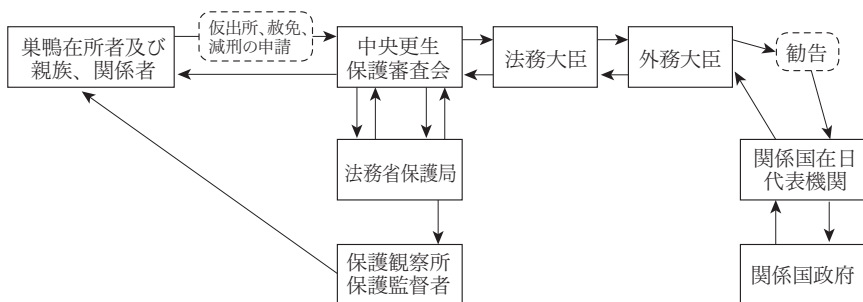 巣鴨在所者及び
親族、関係者
仮出所、赦免、
減刑の申請
中央更生
保護審査会
法務大臣
外務大臣
勧告
法務省保護局
関係国在日
代表機関
保護観察所
保護監督者
関係国政府